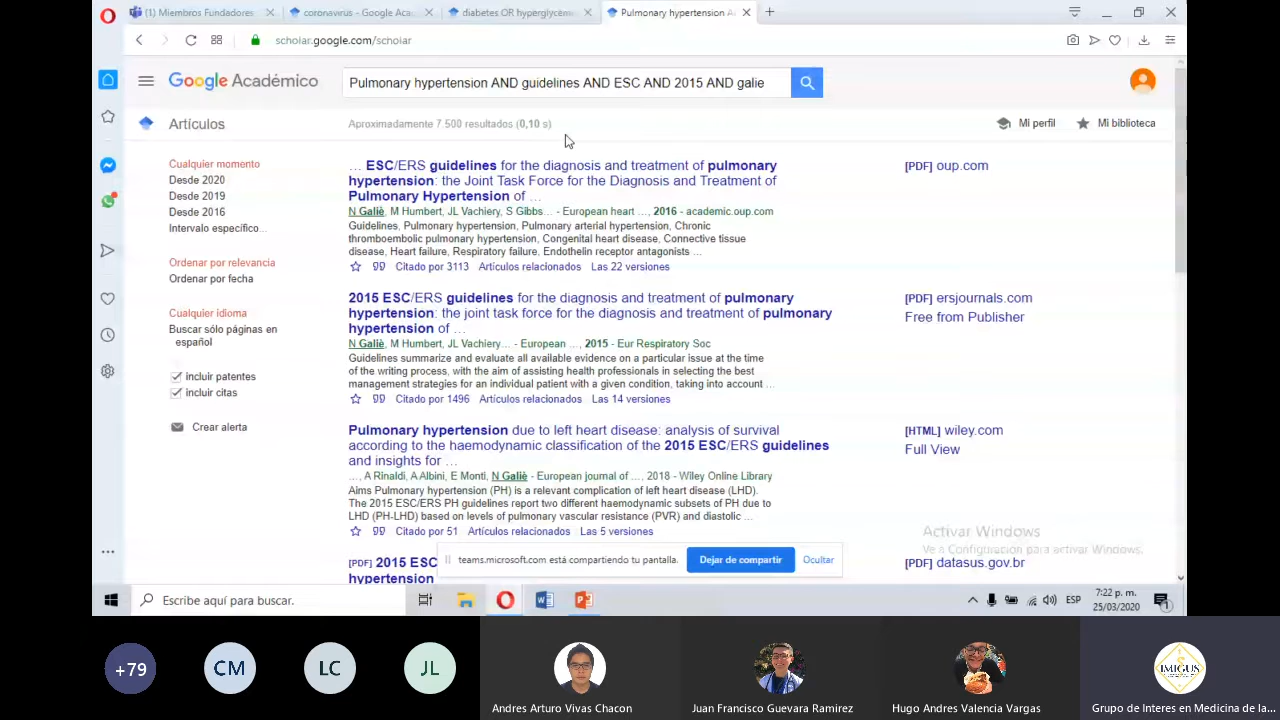 (1) Miembros Fundadores
coronavirus - Google Aca
diabetes OR hyperglycem
Pulmonary hypertension A
scholar.google.com/scholar
Google Académico
Pulmonary hypertension AND guidelines AND ESC AND 2015 AND galie
Artículos
Aproximadamente 7 500 resultados (0,10 s)
Mi perfil
Mi biblioteca
Cualquier momento
Desde 2020
Desde 2019
Desde 2016
Intervalo específico...
Ordenar por relevancia
Ordenar por fecha
Cualquier idioma
Buscar sólo páginas en
español
incluir patentes
incluir citas
Crear alerta
... ESC/ERS guidelines for the diagnosis and treatment of pulmonary
hypertension: the Joint Task Force for the Diagnosis and Treatment of
Pulmonary Hypertension of ...
N Galiè, M Humbert, JL Vachiery, S Gibbs... - European heart ..., 2016 - academic.oup.com
Guidelines, Pulmonary hypertension, Pulmonary arterial hypertension, Chronic
thromboembolic pulmonary hypertension, Congenital heart disease, Connective tissue
disease, Heart failure, Respiratory failure, Endothelin receptor antagonists ...
Citado por 3113 Artículos relacionados Las 22 versiones
[PDF] oup.com
2015 ESC/ERS guidelines for the diagnosis and treatment of pulmonary
hypertension: the joint task force for the diagnosis and treatment of pulmonary
hypertension of ...
N Galiè, M Humbert, JL Vachiery... - European ..., 2015 - Eur Respiratory Soc
Guidelines summarize and evaluate all available evidence on a particular issue at the time
of the writing process, with the aim of assisting health professionals in selecting the best
management strategies for an individual patient with a given condition, taking into account ...
Citado por 1496 Artículos relacionados Las 14 versiones
[PDF] ersjournals.com
Free from Publisher
Pulmonary hypertension due to left heart disease: analysis of survival
according to the haemodynamic classification of the 2015 ESC/ERS guidelines
and insights for ...
..., A Rinaldi, A Albini, E Monti, N Galiè - European journal of ..., 2018 - Wiley Online Library
Aims Pulmonary hypertension (PH) is a relevant complication of left heart disease (LHD).
The 2015 ESC/ERS PH guidelines report two different haemodynamic subsets of PH due to
LHD (PH-LHD) based on levels of pulmonary vascular resistance (PVR) and diastolic ...
Citado por 51 Artículos relacionados Las 5 versiones
[HTML] wiley.com
Full View
[PDF] 2015 ESC
hypertension
[PDF] datasus.gov.br
Activar Windows
Ve a Configuración para activar Windows.
teams.microsoft.com está compartiendo tu pantalla.
Dejar de compartir
Ocultar
Escribe aquí para buscar.
ESP
7:22 p. m.
25/03/2020
1
+79
CM
LC
JL
IMIGUS
Andres Arturo Vivas Chacon
Juan Francisco Guevara Ramirez
Hugo Andres Valencia Vargas
Grupo de Interes en Medicina de la...